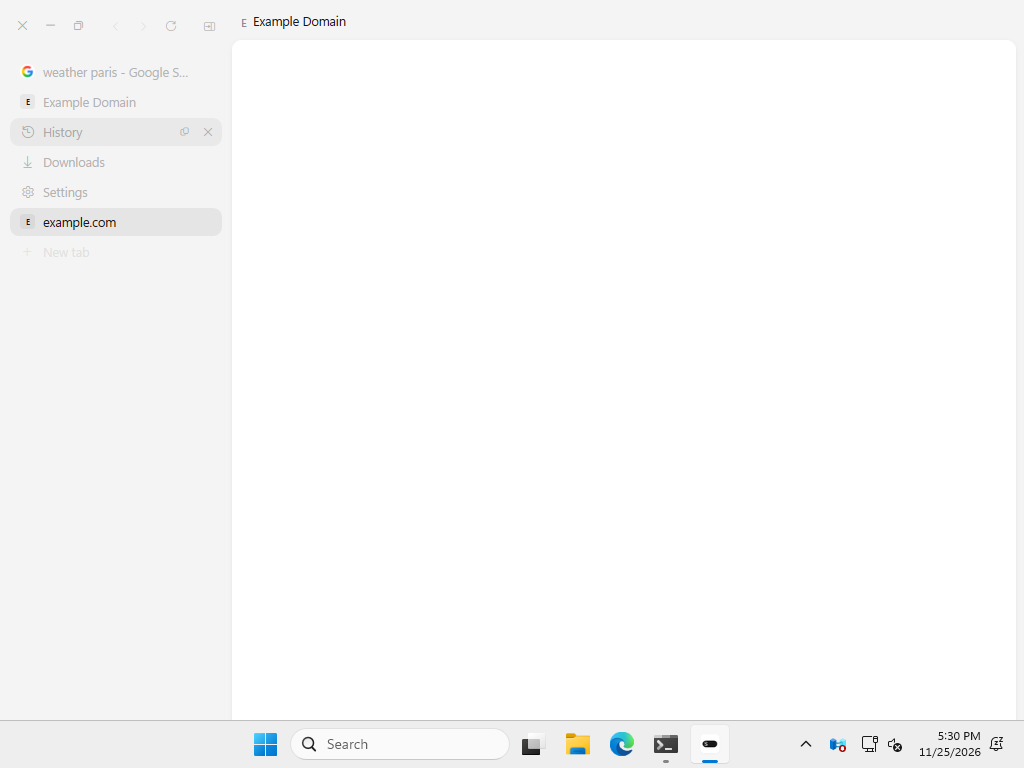 E Example Domain
weather paris - Google S...
E Example Domain
History
Downloads
Settings
E example.com
+ New tab
Search
5:30 PM
11/25/2026